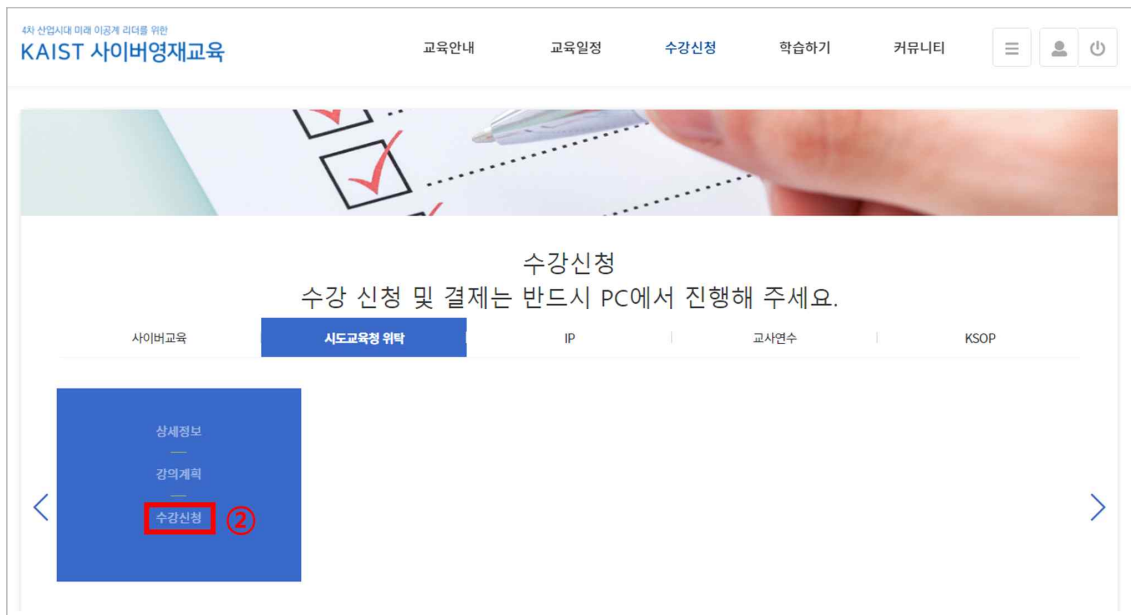 4차 산업시대 미래 이공계 리더를 위한
KAIST 사이버영재교육
교육안내 교육일정 수강신청 학습하기 커뮤니티
수강신청
수강 신청 및 결제는 반드시 PC에서 진행해 주세요.
사이버교육 시도교육청 위탁 IP 교사연수 KSOP
상세정보
강의계획
수강신청 ②